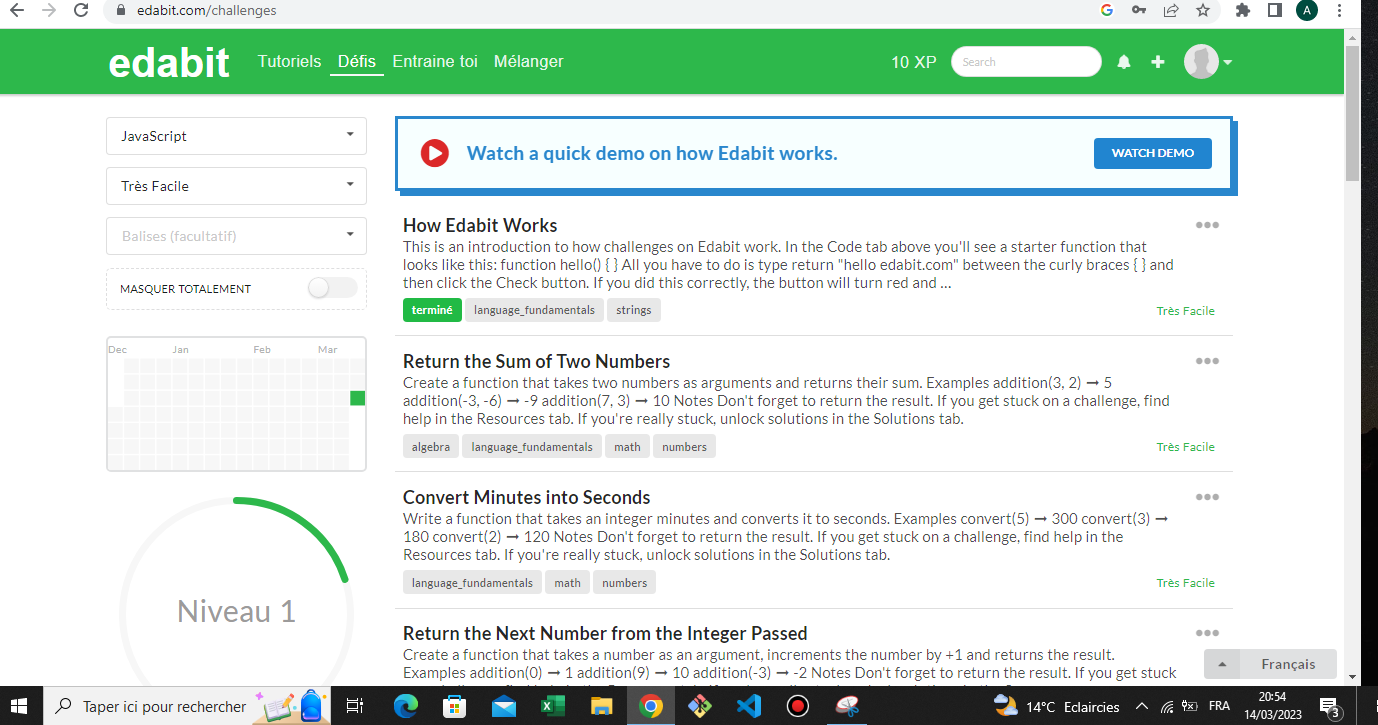 edabit.com/challenges
A
edabit Tutoriels Défis Entraine toi Mélanger 10 XP Search
JavaScript
Très Facile
Balises (facultatif)
MASQUER TOTALEMENT
Dec Jan Feb Mar
Niveau 1
Watch a quick demo on how Edabit works. WATCH DEMO
How Edabit Works
This is an introduction to how challenges on Edabit work. In the Code tab above you'll see a starter function that
looks like this: function hello() { } All you have to do is type return "hello edabit.com" between the curly braces { } and
then click the Check button. If you did this correctly, the button will turn red and ...
terminé language_fundamentals strings Très Facile
Return the Sum of Two Numbers
Create a function that takes two numbers as arguments and returns their sum. Examples addition(3, 2) ➞ 5
addition(-3, -6) ➞ -9 addition(7, 3) ➞ 10 Notes Don't forget to return the result. If you get stuck on a challenge, find
help in the Resources tab. If you're really stuck, unlock solutions in the Solutions tab.
algebra language_fundamentals math numbers Très Facile
Convert Minutes into Seconds
Write a function that takes an integer minutes and converts it to seconds. Examples convert(5) ➞ 300 convert(3) ➞
180 convert(2) ➞ 120 Notes Don't forget to return the result. If you get stuck on a challenge, find help in the
Resources tab. If you're really stuck, unlock solutions in the Solutions tab.
language_fundamentals math numbers Très Facile
Return the Next Number from the Integer Passed
Create a function that takes a number as an argument, increments the number by +1 and returns the result.
Examples addition(0) ➞ 1 addition(9) ➞ 10 addition(-3) ➞ -2 Notes Don't forget to return the result. If you get stuck
Français
Taper ici pour rechercher
14°C Eclaircies FRA 20:54
14/03/2023
3